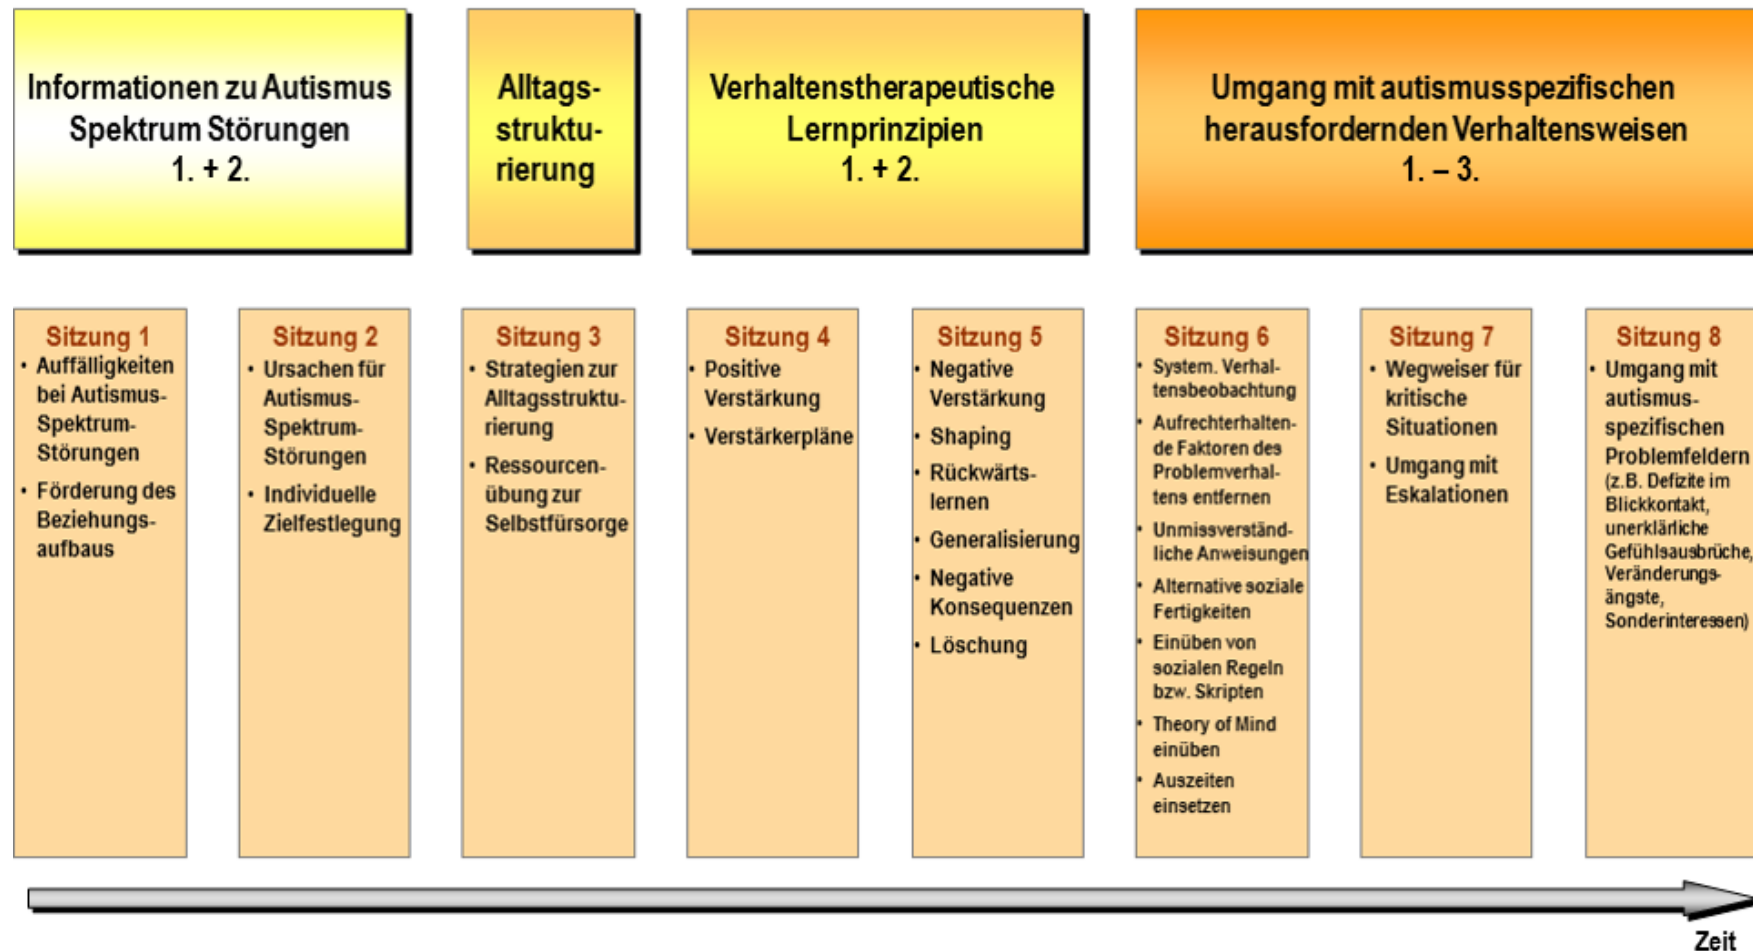 Informationen zu Autismus
Spektrum Störungen
1. + 2.
Alltags-
struktu-
rierung
Verhaltenstherapeutische
Lernprinzipien
1. + 2.
Umgang mit autismusspezifischen
herausfordernden Verhaltensweisen
1. – 3.
Sitzung 1
• Auffälligkeiten
bei Autismus-
Spektrum-
Störungen
• Förderung des
Beziehungs-
aufbaus
Sitzung 2
• Ursachen für
Autismus-
Spektrum-
Störungen
• Individuelle
Zielfestlegung
Sitzung 3
• Strategien zur
Alltagsstruktu-
rierung
• Ressourcen-
übung zur
Selbstfürsorge
Sitzung 4
• Positive
Verstärkung
• Verstärkerpläne
Sitzung 5
• Negative
Verstärkung
• Shaping
• Rückwärts-
lernen
• Generalisierung
• Negative
Konsequenzen
• Löschung
Sitzung 6
• System. Verhal-
tensbeobachtung
• Aufrechterhalten-
de Faktoren des
Problemverhal-
tens entfernen
• Unmissverständ-
liche Anweisungen
• Alternative soziale
Fertigkeiten
• Einüben von
sozialen Regeln
bzw. Skripten
• Theory of Mind
einüben
• Auszeiten
einsetzen
Sitzung 7
• Wegweiser für
kritische
Situationen
• Umgang mit
Eskalationen
Sitzung 8
• Umgang mit
autismus-
spezifischen
Problemfeldern
(z.B. Defizite im
Blickkontakt,
unerklärliche
Gefühlsausbrüche,
Veränderungs-
ängste,
Sonderinteressen)
Zeit